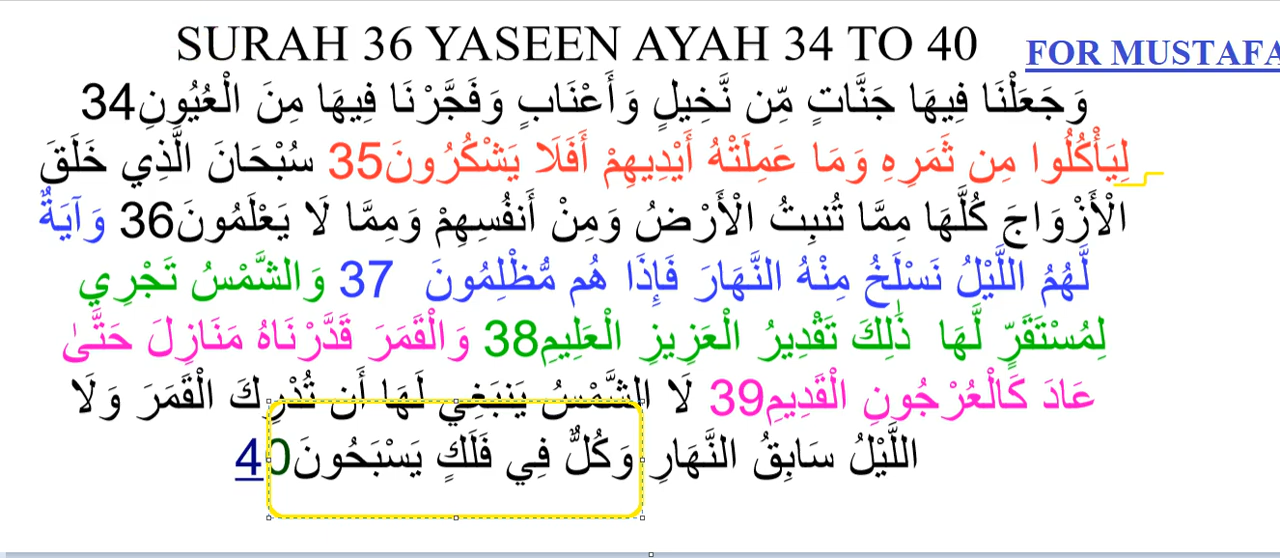 SURAH 36 YASEEN AYAH 34 TO 40
FOR MUSTAFA
وَجَعَلْنَا فِيهَا جَنَّاتٍ مِّن نَّخِيلٍ وَأَعْنَابٍ وَفَجَّرْنَا فِيهَا مِنَ الْعُيُونِ34
لِيَأْكُلُوا مِن ثَمَرِهِ وَمَا عَمِلَتْهُ أَيْدِيهِمْ أَفَلَا يَشْكُرُونَ35 سُبْحَانَ الَّذِي خَلَقَ
الْأَزْوَاجَ كُلَّهَا مِمَّا تُنبِتُ الْأَرْضُ وَمِنْ أَنفُسِهِمْ وَمِمَّا لَا يَعْلَمُونَ36 وَآيَةٌ
لَّهُمُ اللَّيْلُ نَسْلَخُ مِنْهُ النَّهَارَ فَإِذَا هُم مُّظْلِمُونَ 37 وَالشَّمْسُ تَجْرِي
لِمُسْتَقَرٍّ لَّهَا ذَٰلِكَ تَقْدِيرُ الْعَزِيزِ الْعَلِيمِ38 وَالْقَمَرَ قَدَّرْنَاهُ مَنَازِلَ حَتَّىٰ
عَادَ كَالْعُرْجُونِ الْقَدِيمِ39 لَا الشَّمْسُ يَنبَغِي لَهَا أَن تُدْرِكَ الْقَمَرَ وَلَا
اللَّيْلُ سَابِقُ النَّهَارِ وَكُلٌّ فِي فَلَكٍ يَسْبَحُونَ40